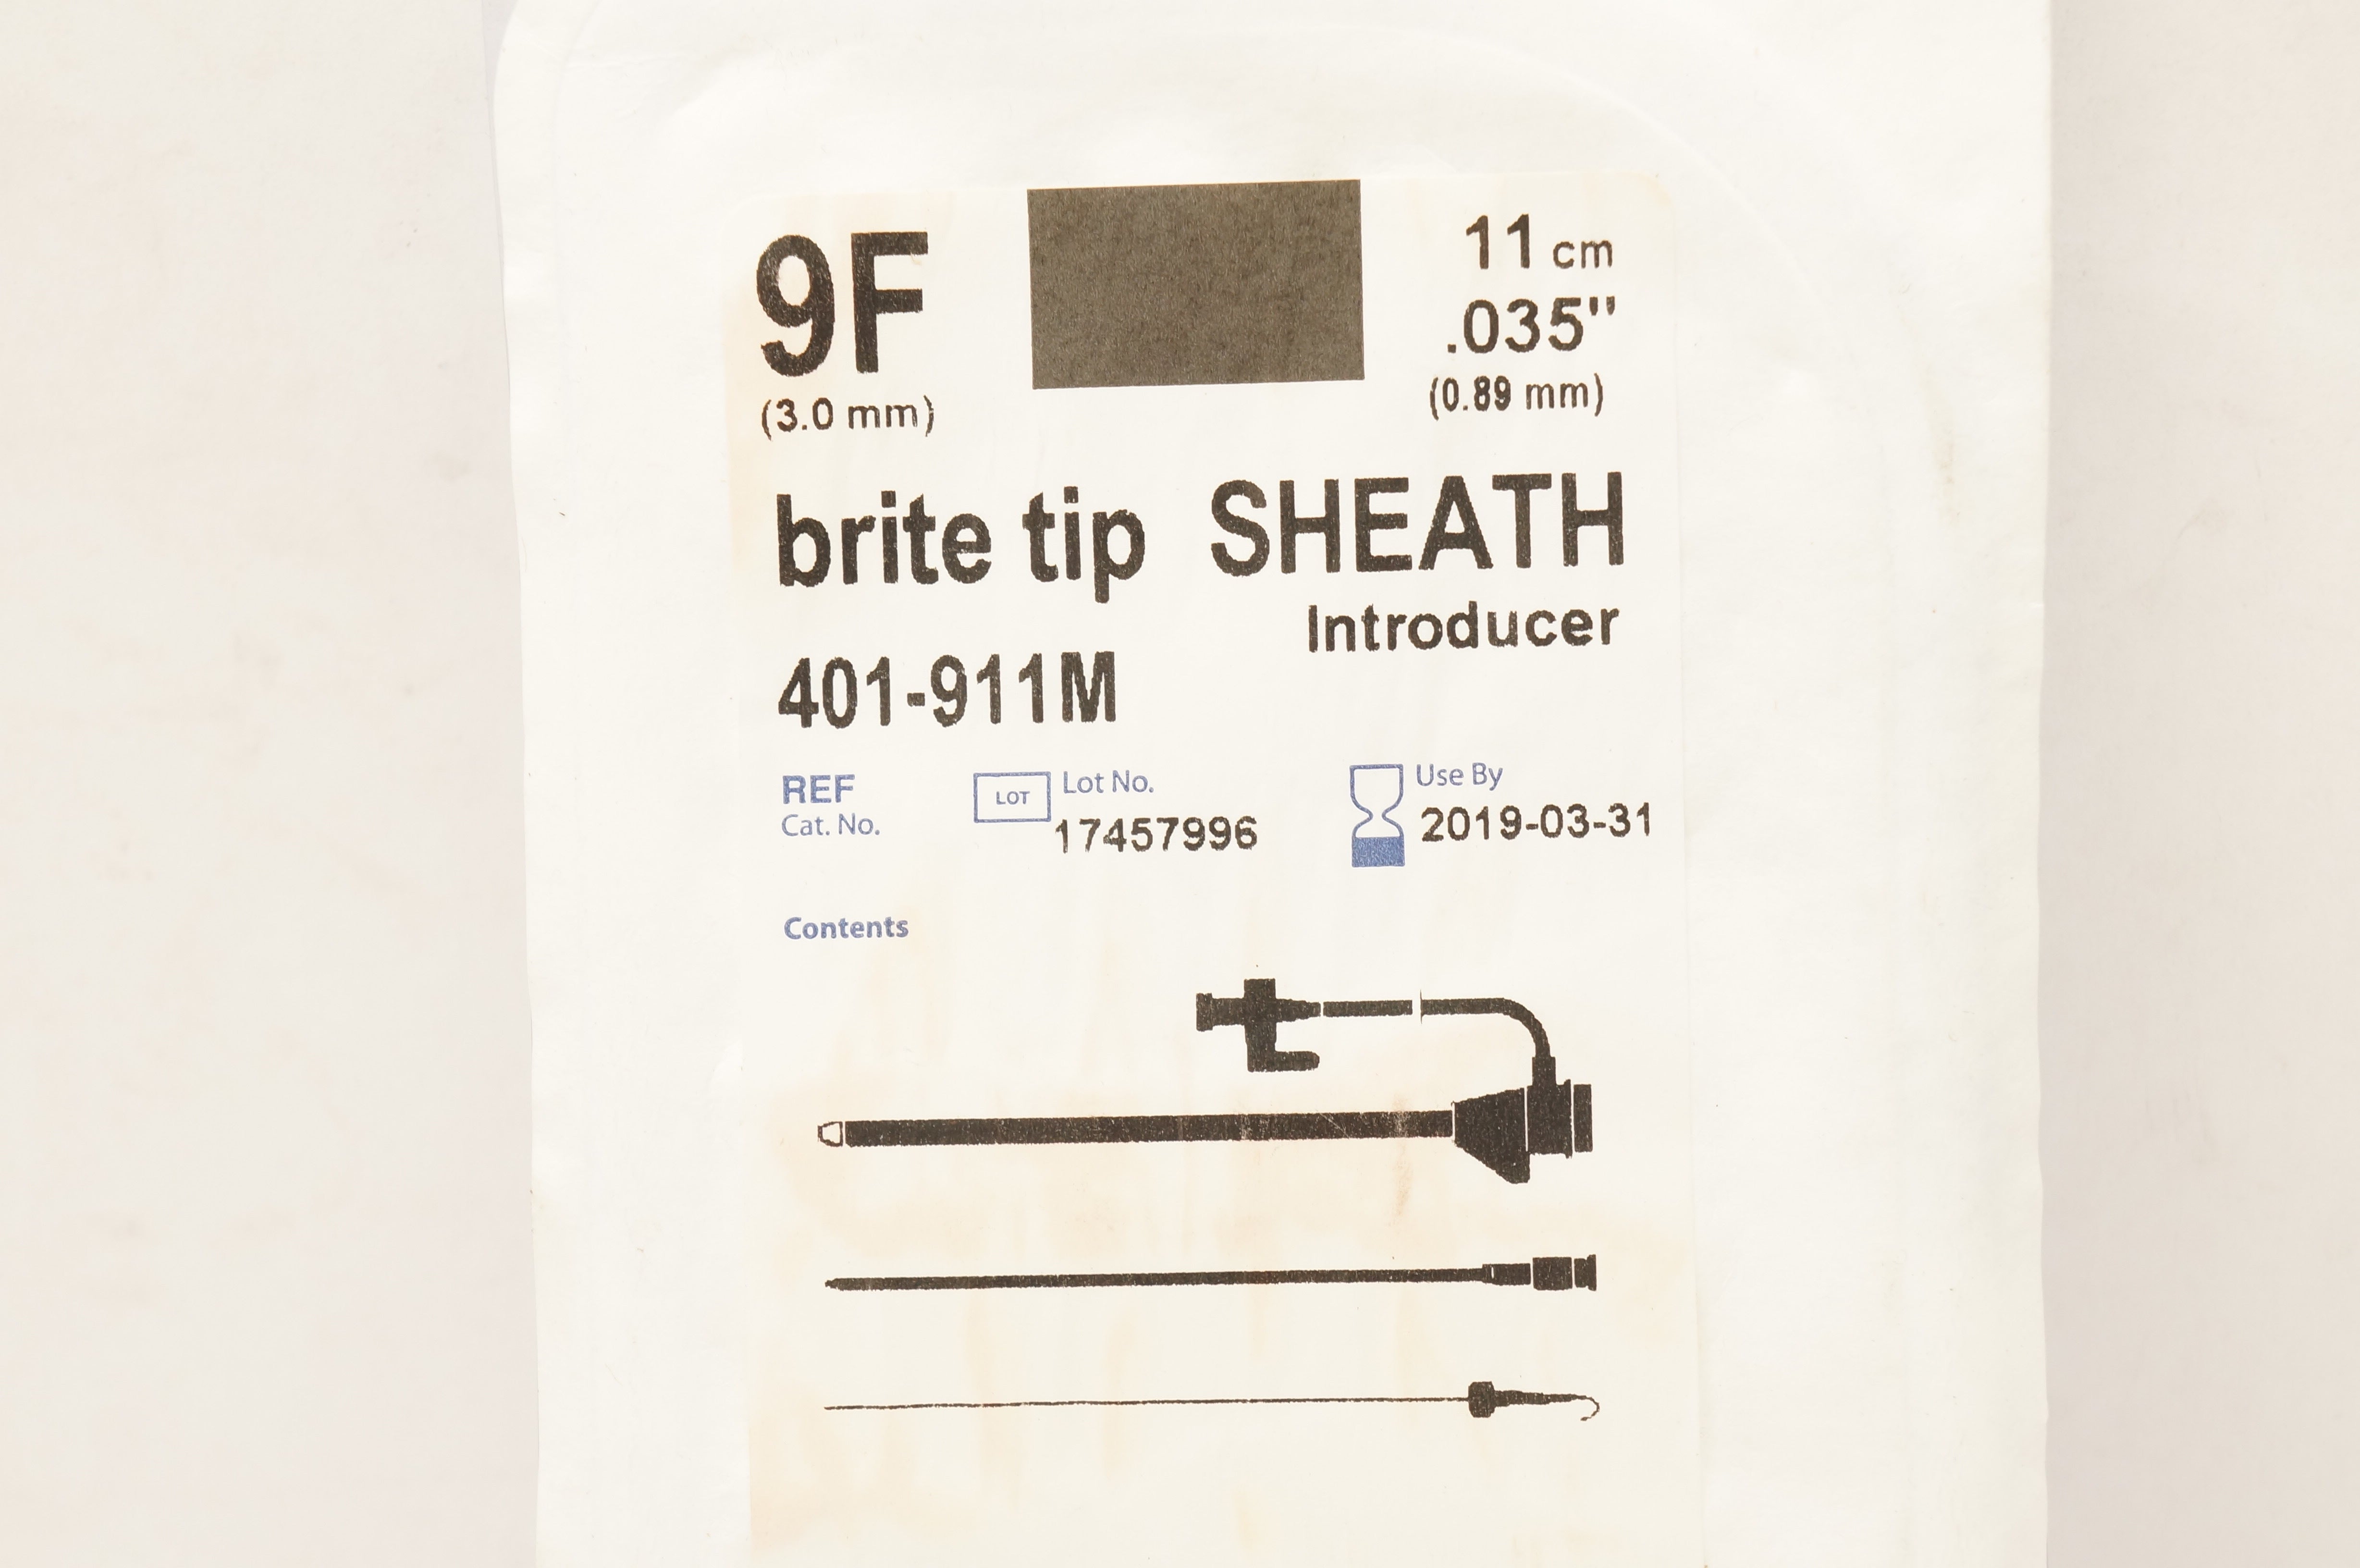 9F
(3.0 mm)
11 cm
.035"
(0.89 mm)
brite tip SHEATH
Introducer
401-911M
REF
Cat. No.
LOT
Lot No.
17457996
Use By
2019-03-31
Contents